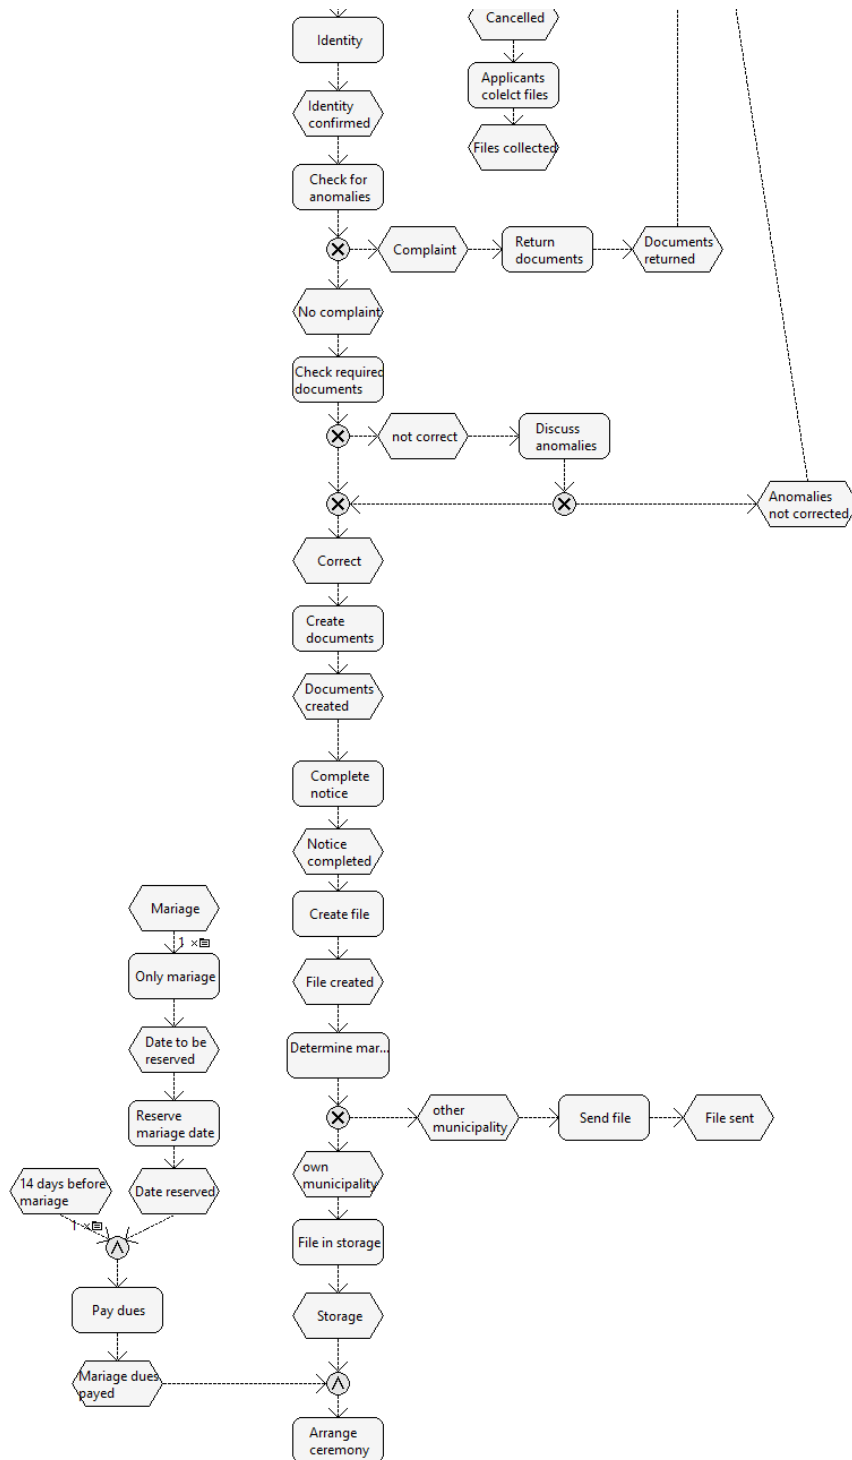 Cancelled
Identity
Applicants
colelct files
Identity
confirmed
Files collected
Check for
anomalies
Complaint
Return
documents
Documents
returned
No complaint
Check required
documents
not correct
Discuss
anomalies
Anomalies
not corrected
Correct
Create
documents
Documents
created
Complete
notice
Notice
completed
Mariage
Create file
1
Only mariage
File created
Date to be
reserved
Determine mar...
Reserve
mariage date
other
municipality
Send file
File sent
14 days before
mariage
Date reserved
own
municipality
1
File in storage
Pay dues
Storage
Mariage dues
payed
Arrange
ceremony